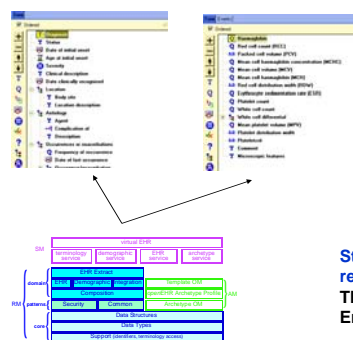 Ordered
Status
Date of initial onset
Age at initial onset
Severity
Clinical description
Date clinically recognised
Location
Body site
Location description
Aetiology
Agent
Complication of
Description
Occurrences or exacerbations
Frequency of occurrence
Date of last occurrence
Ordered
Haemoglobin
Red cell count (RCC)
Packed cell volume (PCV)
Mean cell haemoglobin concentration (MCHC)
Mean cell volume (MCV)
Mean cell haemoglobin (MCH)
Red cell distribution width (RDW)
Erythrocyte sedimentation rate (ESR)
Platelet count
White cell count
White cell differential
Mean platelet volume (MPV)
Platelet distribution width
Plateletcrit
Comment
Microscopic features
virtual EHR
SM
terminology service
demographic service
EHR service
archetype service
EHR Extract
domain
EHR
Demographic
Integration
Template OM
Composition
openEHR Archetype Profile
AM
RM
patterns
Security
Common
Archetype OM
Data Structures
core
Data Types
Support (identifiers, terminology access)
St
re
Th
En